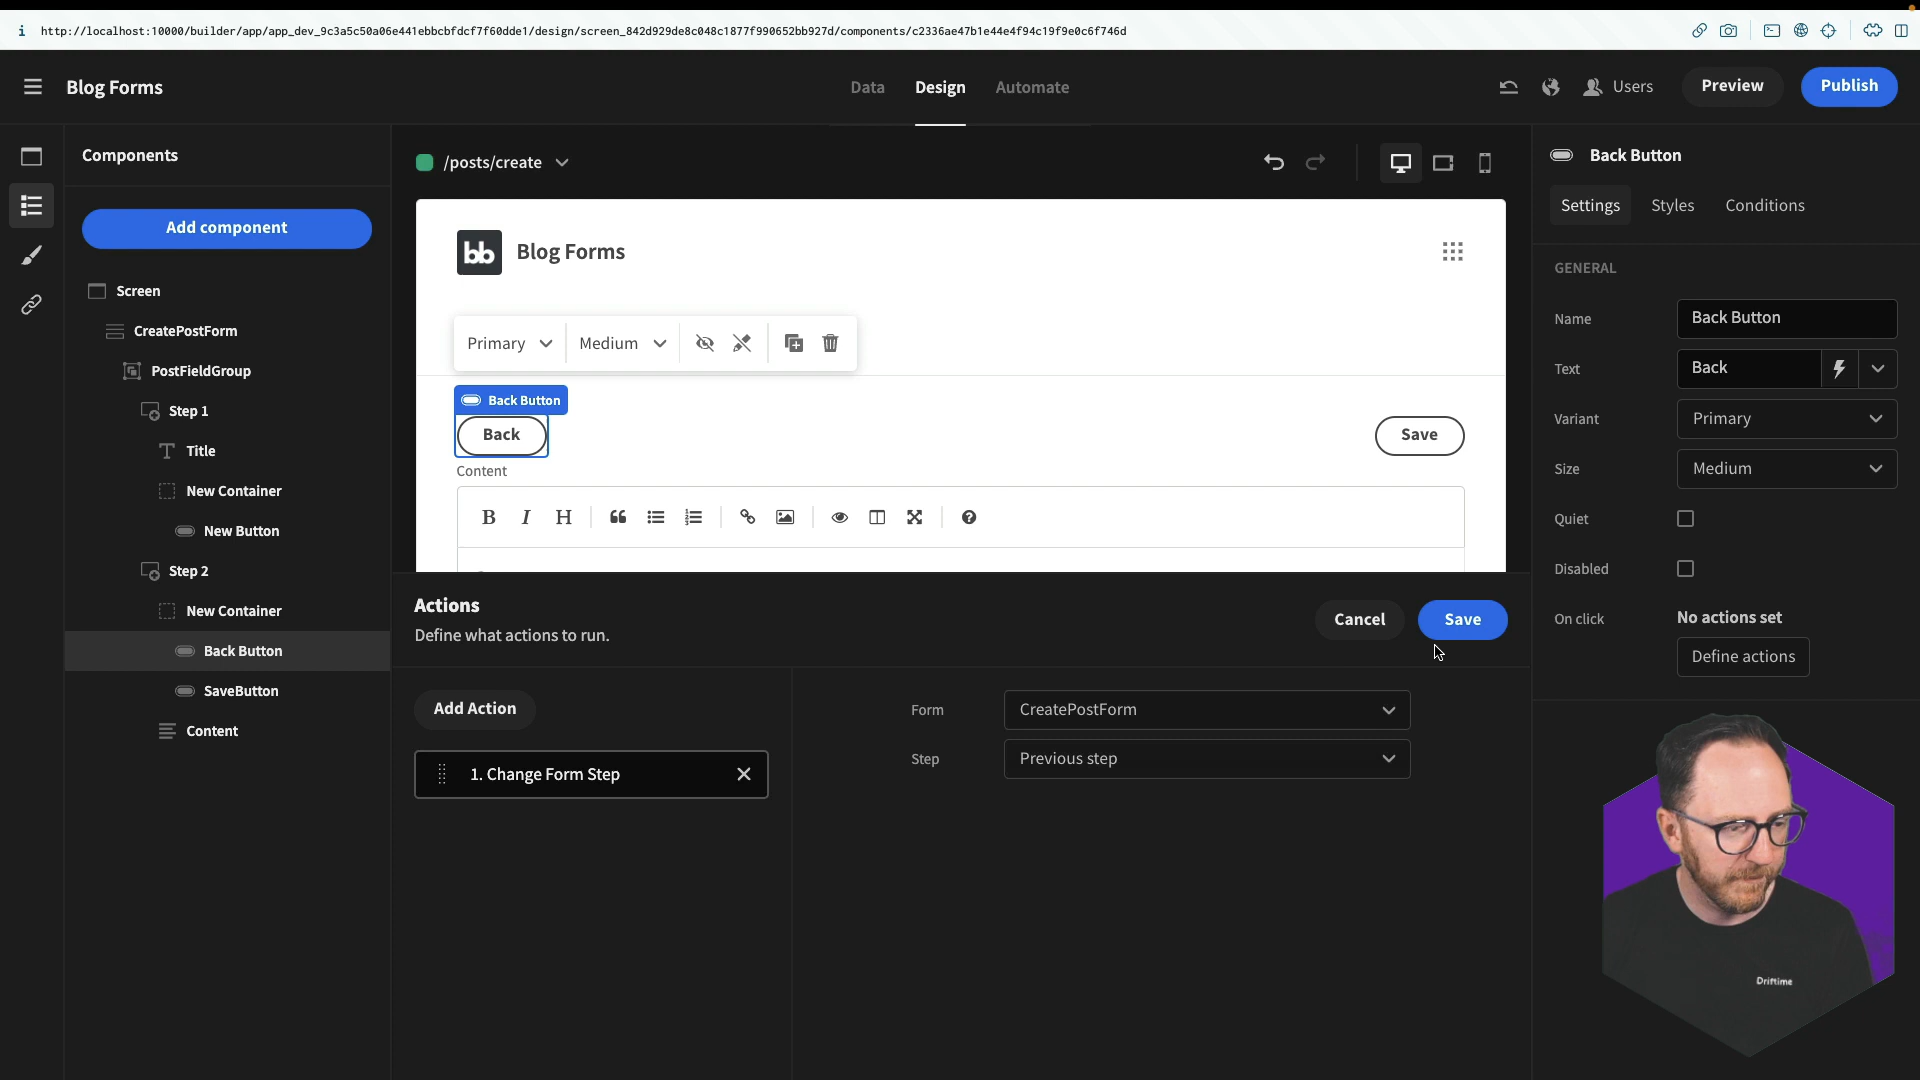 http://localhost:10000/builder/app/app_dev_9c3a5c50a06e441ebbcbfdcf7f60dde1/design/screen_842d929de8c048c1877f990652bb927d/components/c2336ae47b1e44e4f94c19f9e0c6f746d
Blog Forms
Data
Design
Automate
Users
Preview
Publish
Components
Add component
Screen
CreatePostForm
PostFieldGroup
Step 1
Title
New Container
New Button
Step 2
New Container
Back Button
SaveButton
Content
/posts/create
bb Blog Forms
Primary
Medium
Back Button
Back
Save
Content
B I H
Actions
Define what actions to run.
Cancel
Save
Add Action
1. Change Form Step
Form
CreatePostForm
Step
Previous step
Back Button
Settings
Styles
Conditions
GENERAL
Name
Back Button
Text
Back
Variant
Primary
Size
Medium
Quiet
Disabled
On click
No actions set
Define actions
Driftime